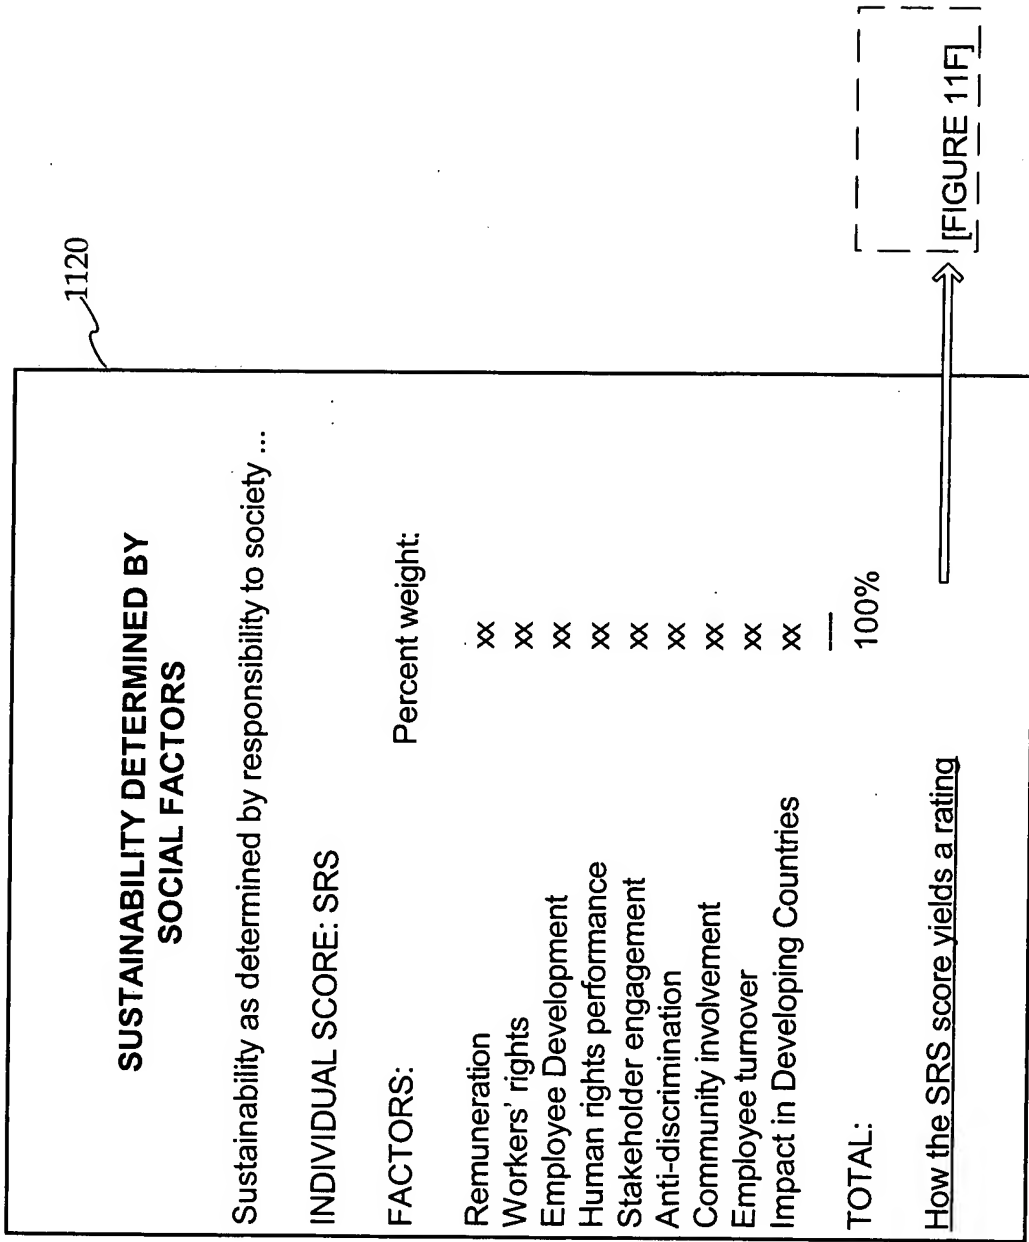 1120
SUSTAINABILITY DETERMINED BY
SOCIAL FACTORS
Sustainability as determined by responsibility to society ...
INDIVIDUAL SCORE: SRS
FACTORS: Percent weight:
Remuneration xx
Workers' rights xx
Employee Development xx
Human rights performance xx
Stakeholder engagement xx
Anti-discrimination xx
Community involvement xx
Employee turnover xx
Impact in Developing Countries xx
TOTAL: 100%
How the SRS score yields a rating
[FIGURE 11F]